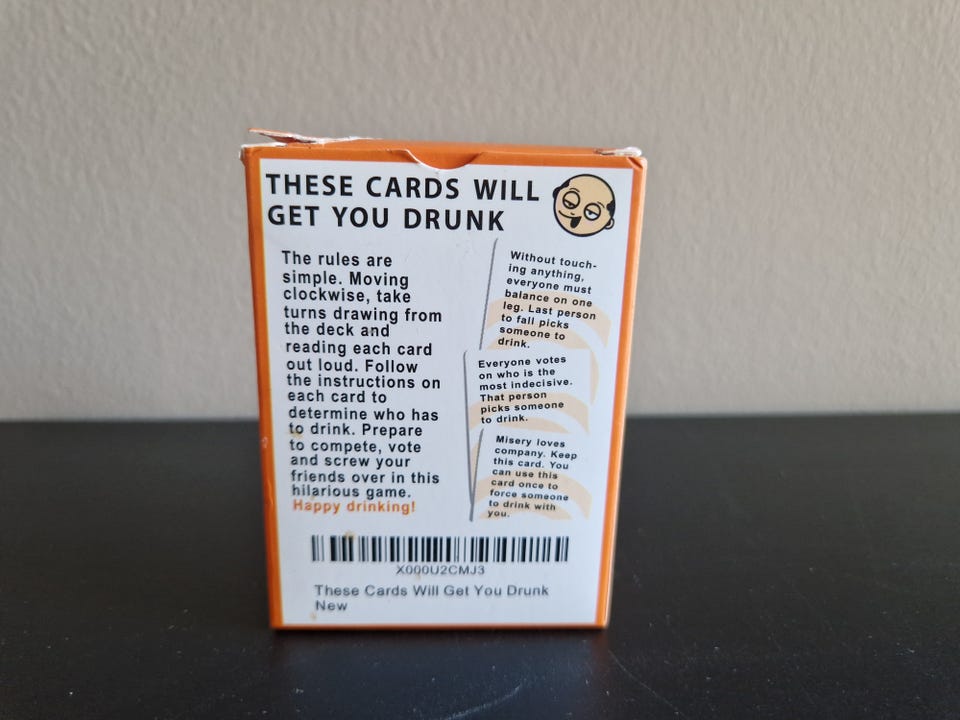 THESE CARDS WILL
GET YOU DRUNK
The rules are
simple. Moving
clockwise, take
turns drawing from
the deck and
reading each card
out loud. Follow
the instructions on
each card to
determine who has
to drink. Prepare
to compete, vote
and screw your
friends over in this
hilarious game.
Happy drinking!
Without touch-
ing anything,
everyone must
balance on one
leg. Last person
to fall picks
someone to
drink.
Everyone votes
on who is the
most indecisive.
That person
picks someone
to drink.
Misery loves
company. Keep
this card. You
can use this
card once to
force someone
to drink with
you.
X000U2CMJ3
These Cards Will Get You Drunk
New